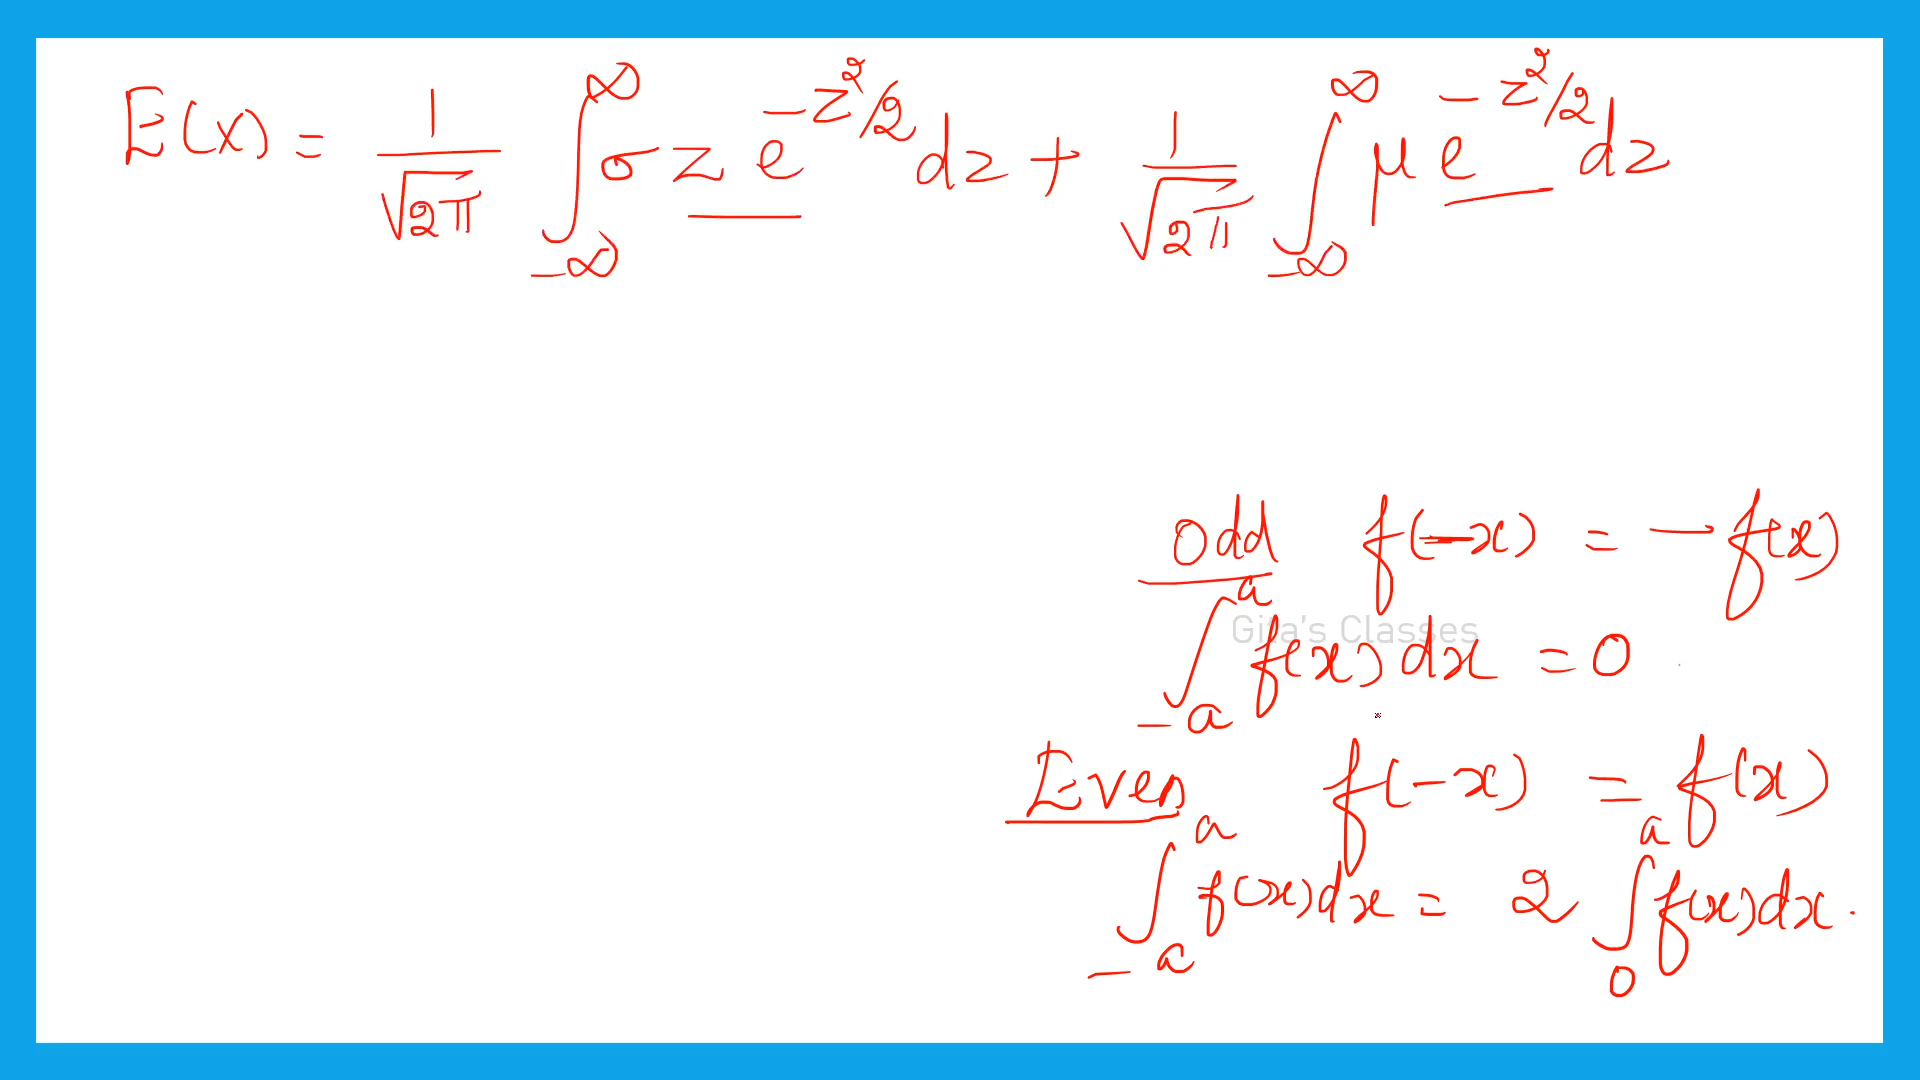 E(x) = 1/√2π ∫_{-∞}^{∞} σ z e^{-z²/2} dz + 1/√2π ∫_{-∞}^{∞} μ e^{-z²/2} dz
Odd f(-x) = -f(x)
Gita's Classes
∫_{-a}^{a} f(x) dx = 0
Even f(-x) = f(x)
∫_{-a}^{a} f(x) dx = 2 ∫_{0}^{a} f(x) dx.